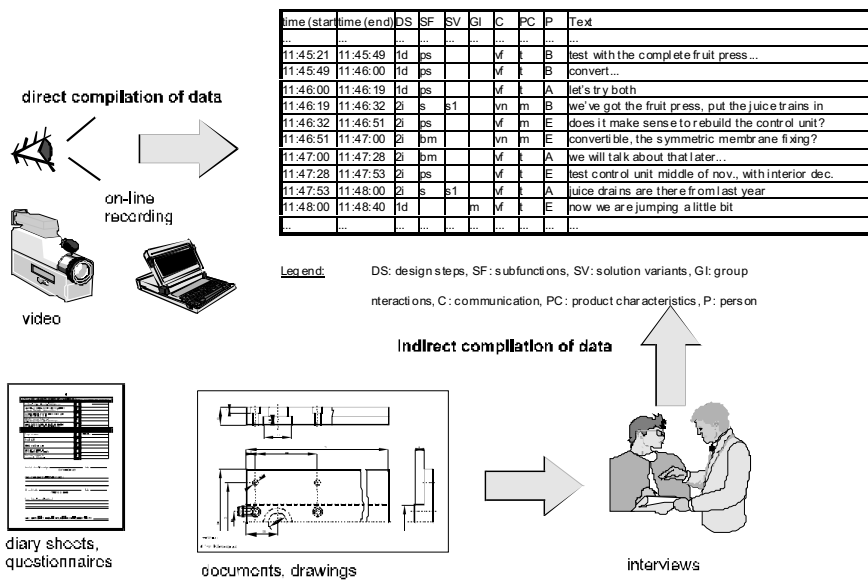 time (start time (end) DS SF SV GI C PC P Text
... ... ... ... ... ... ... ... ... ...
11:45:21 11:45:49 1d ps vf t B test with the complete fruit press...
11:45:49 11:46:00 1d ps vf t B convert...
11:46:00 11:46:19 1d ps vf t A let's try both
11:46:19 11:46:32 2i s s1 vn m B we've got the fruit press, put the juice trains in
11:46:32 11:46:51 2i ps vf m E does it make sense to rebuild the control unit?
11:46:51 11:47:00 2i bm vn m E convertible, the symmetric membrane fixing?
11:47:00 11:47:28 2i bm vf t A we will talk about that later...
11:47:28 11:47:53 2i ps vf t E test control unit middle of nov., with interior dec.
11:47:53 11:48:00 2i s s1 vf t A juice drains are there from last year
11:48:00 11:48:40 1d m vf t E now we are jumping a little bit
... ... ... ... ... ... ... ... ... ...
direct compilation of data
on-line
recording
video
Legend: DS: design steps, SF: subfunctions, SV: solution variants, GI: group
nteractions, C: communication, PC: product characteristics, P: person
Indirect compilation of data
diary sheets,
questionnaires
documents, drawings
interviews